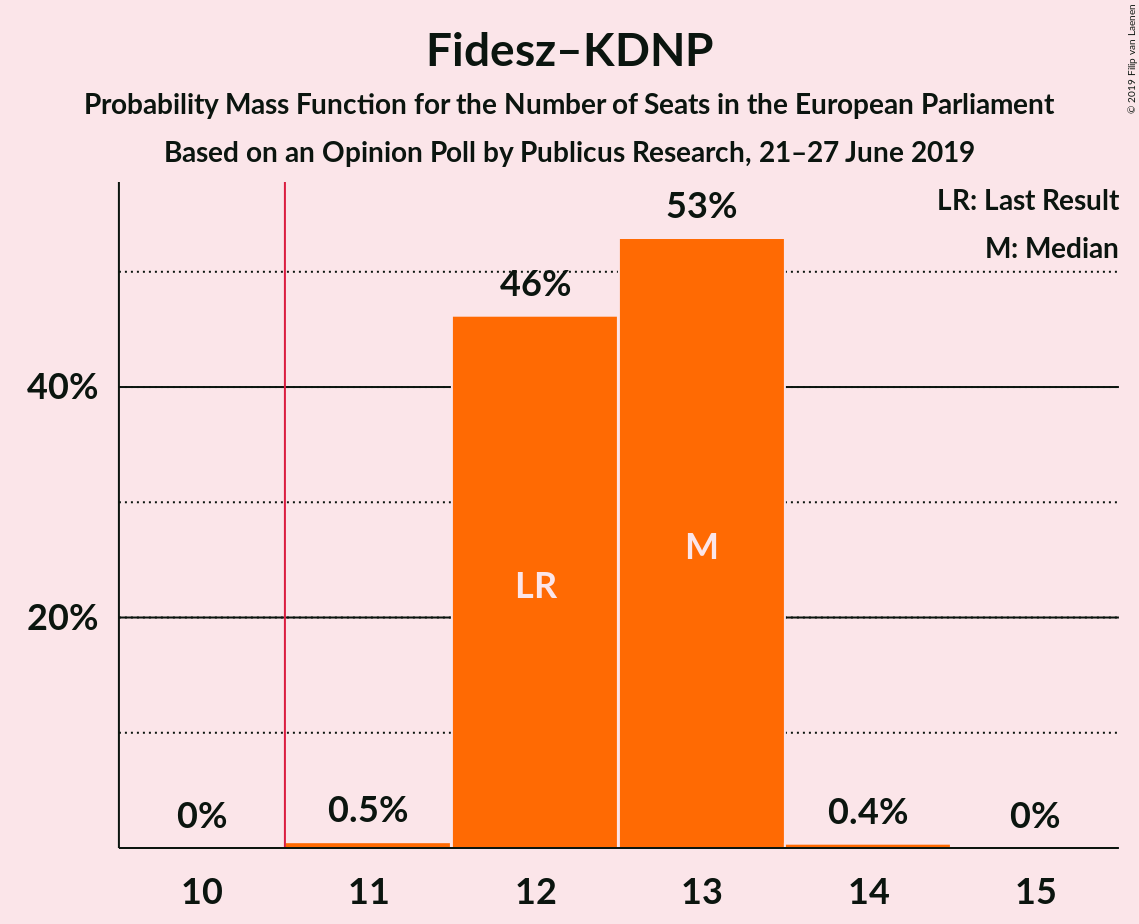 Fidesz–KDNP
Probability Mass Function for the Number of Seats in the European Parliament
Based on an Opinion Poll by Publicus Research, 21–27 June 2019
© 2019 Filip van Laenen
LR: Last Result
M: Median
53%
46%
40%
M
LR
20%
0%
0.5%
0.4%
0%
10
11
12
13
14
15